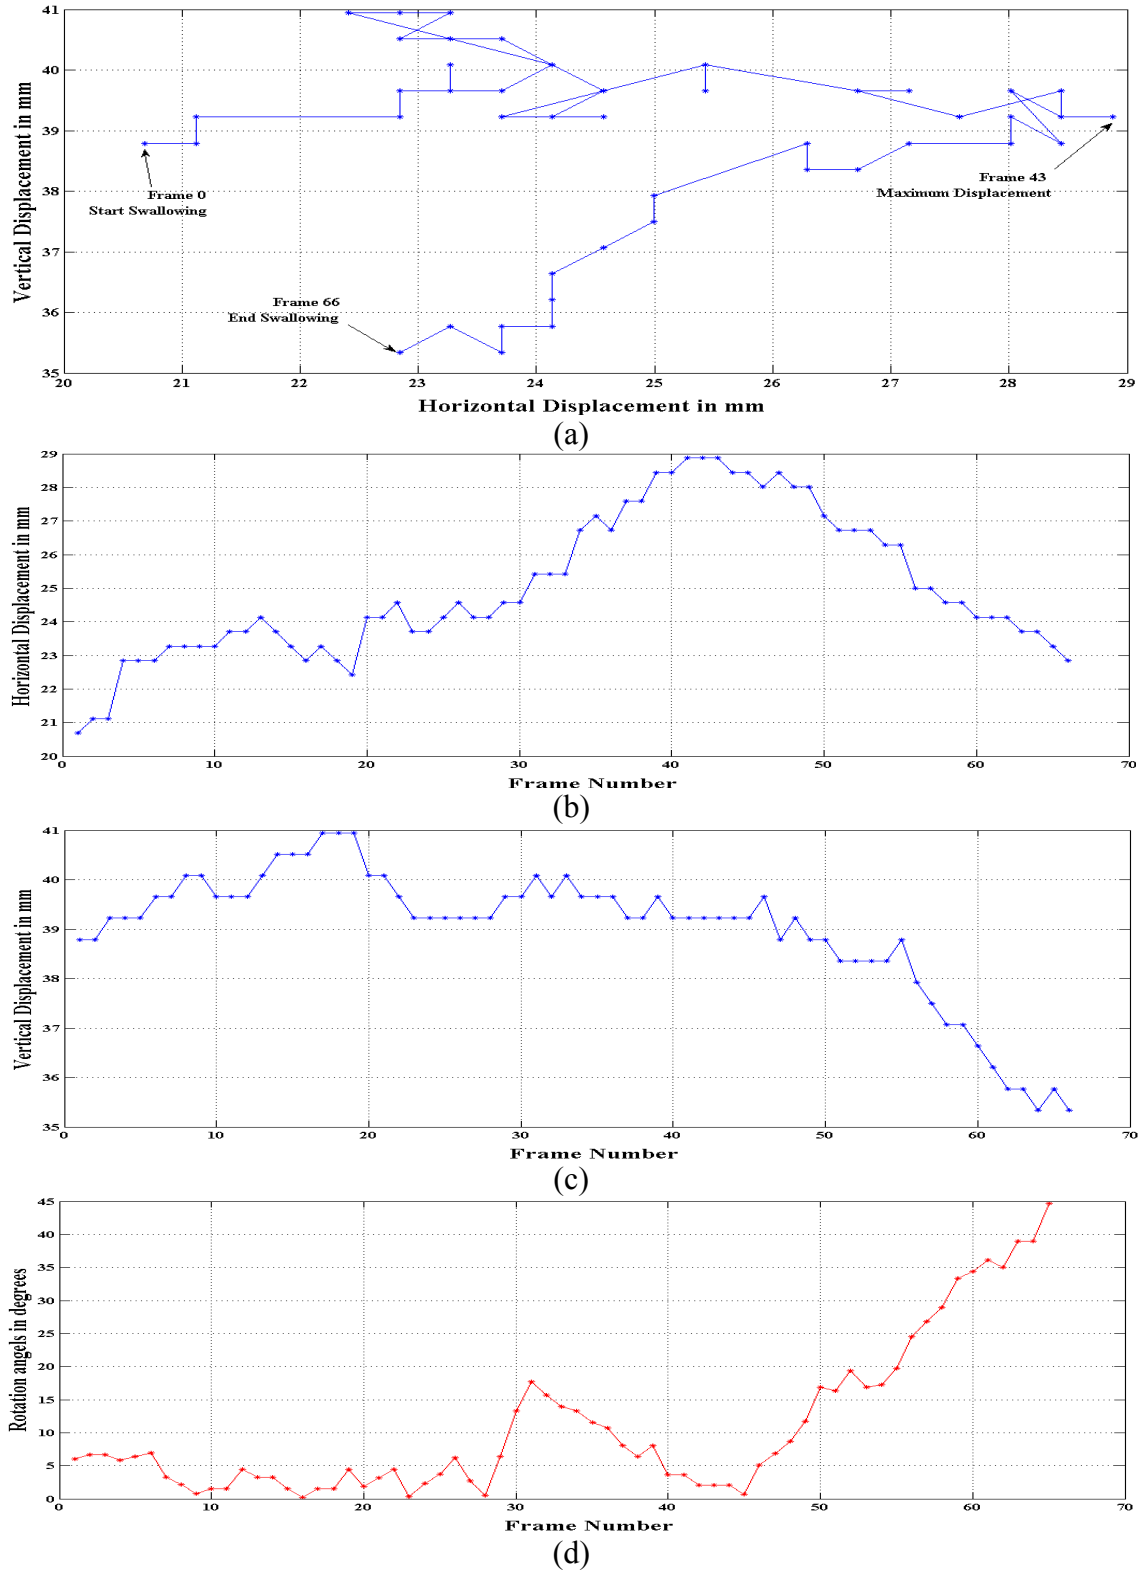 41
40
39
38
37
36
35
Vertical Displacement in mm
Frame 0
Start Swallowing
Frame 43
Maximum Displacement
Frame 66
End Swallowing
20 21 22 23 24 25 26 27 28 29
Horizontal Displacement in mm
(a)
29
28
27
26
25
24
23
22
21
20
Horizontal Displacement in mm
0 10 20 30 40 50 60 70
Frame Number
(b)
41
40
39
38
37
36
35
Vertical Displacement in mm
0 10 20 30 40 50 60 70
Frame Number
(c)
45
40
35
30
25
20
15
10
5
0
Rotation angels in degrees
0 10 20 30 40 50 60 70
Frame Number
(d)